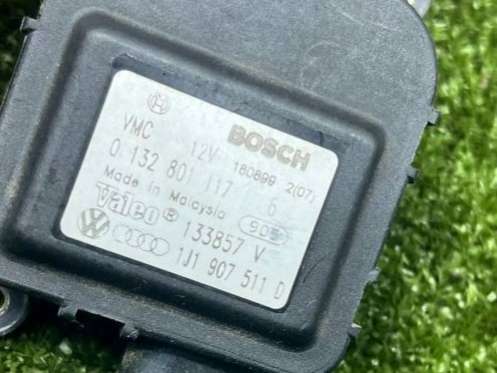 BOSCH
VMC 12V 180899 2(07)
0 132 801 117 6
Made in Malaysia 905
Valeo® 133857 V
1J1 907 511 D